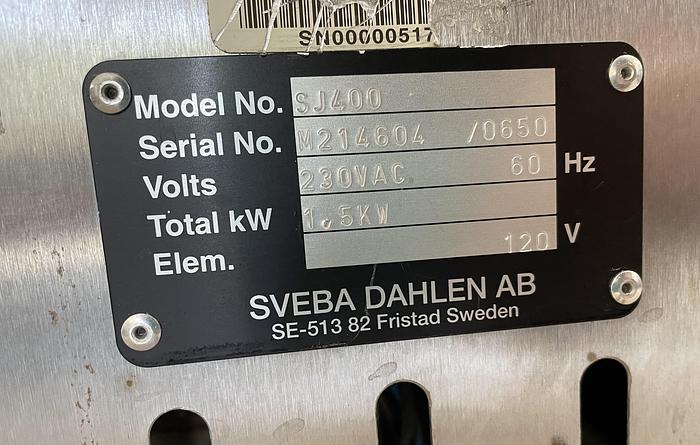 SN00000517
Model No. SJ400
Serial No. M214604 /0650
Volts 230VAC 60 Hz
Total kW 1.5KW
Elem. 120 V
SVEBA DAHLEN AB
SE-513 82 Fristad Sweden